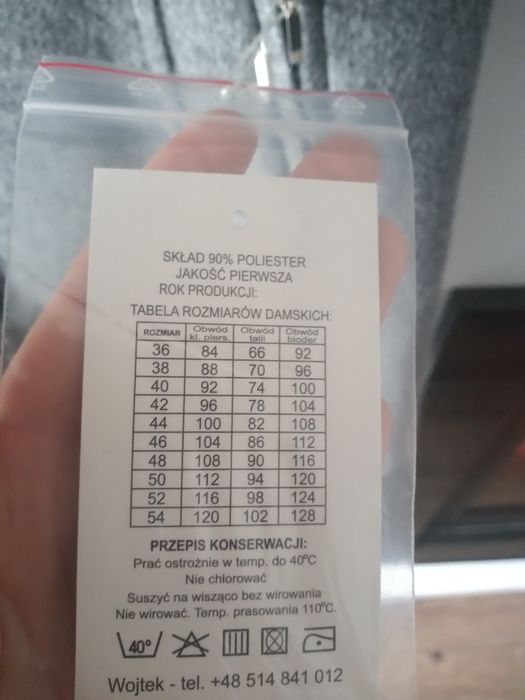 SKŁAD 90% POLIESTER
JAKOŚĆ PIERWSZA
ROK PRODUKCJI:
TABELA ROZMIARÓW DAMSKICH:
ROZMIAR Obwód kl. piers. Obwód talii Obwód bioder
36 84 66 92
38 88 70 96
40 92 74 100
42 96 78 104
44 100 82 108
46 104 86 112
48 108 90 116
50 112 94 120
52 116 98 124
54 120 102 128
PRZEPIS KONSERWACJI:
Prać ostrożnie w temp. do 40ºC
Nie chlorować
Suszyć na wisząco bez wirowania
Nie wirować. Temp. prasowania 110ºC.
40º
Wojtek - tel. +48 514 841 012